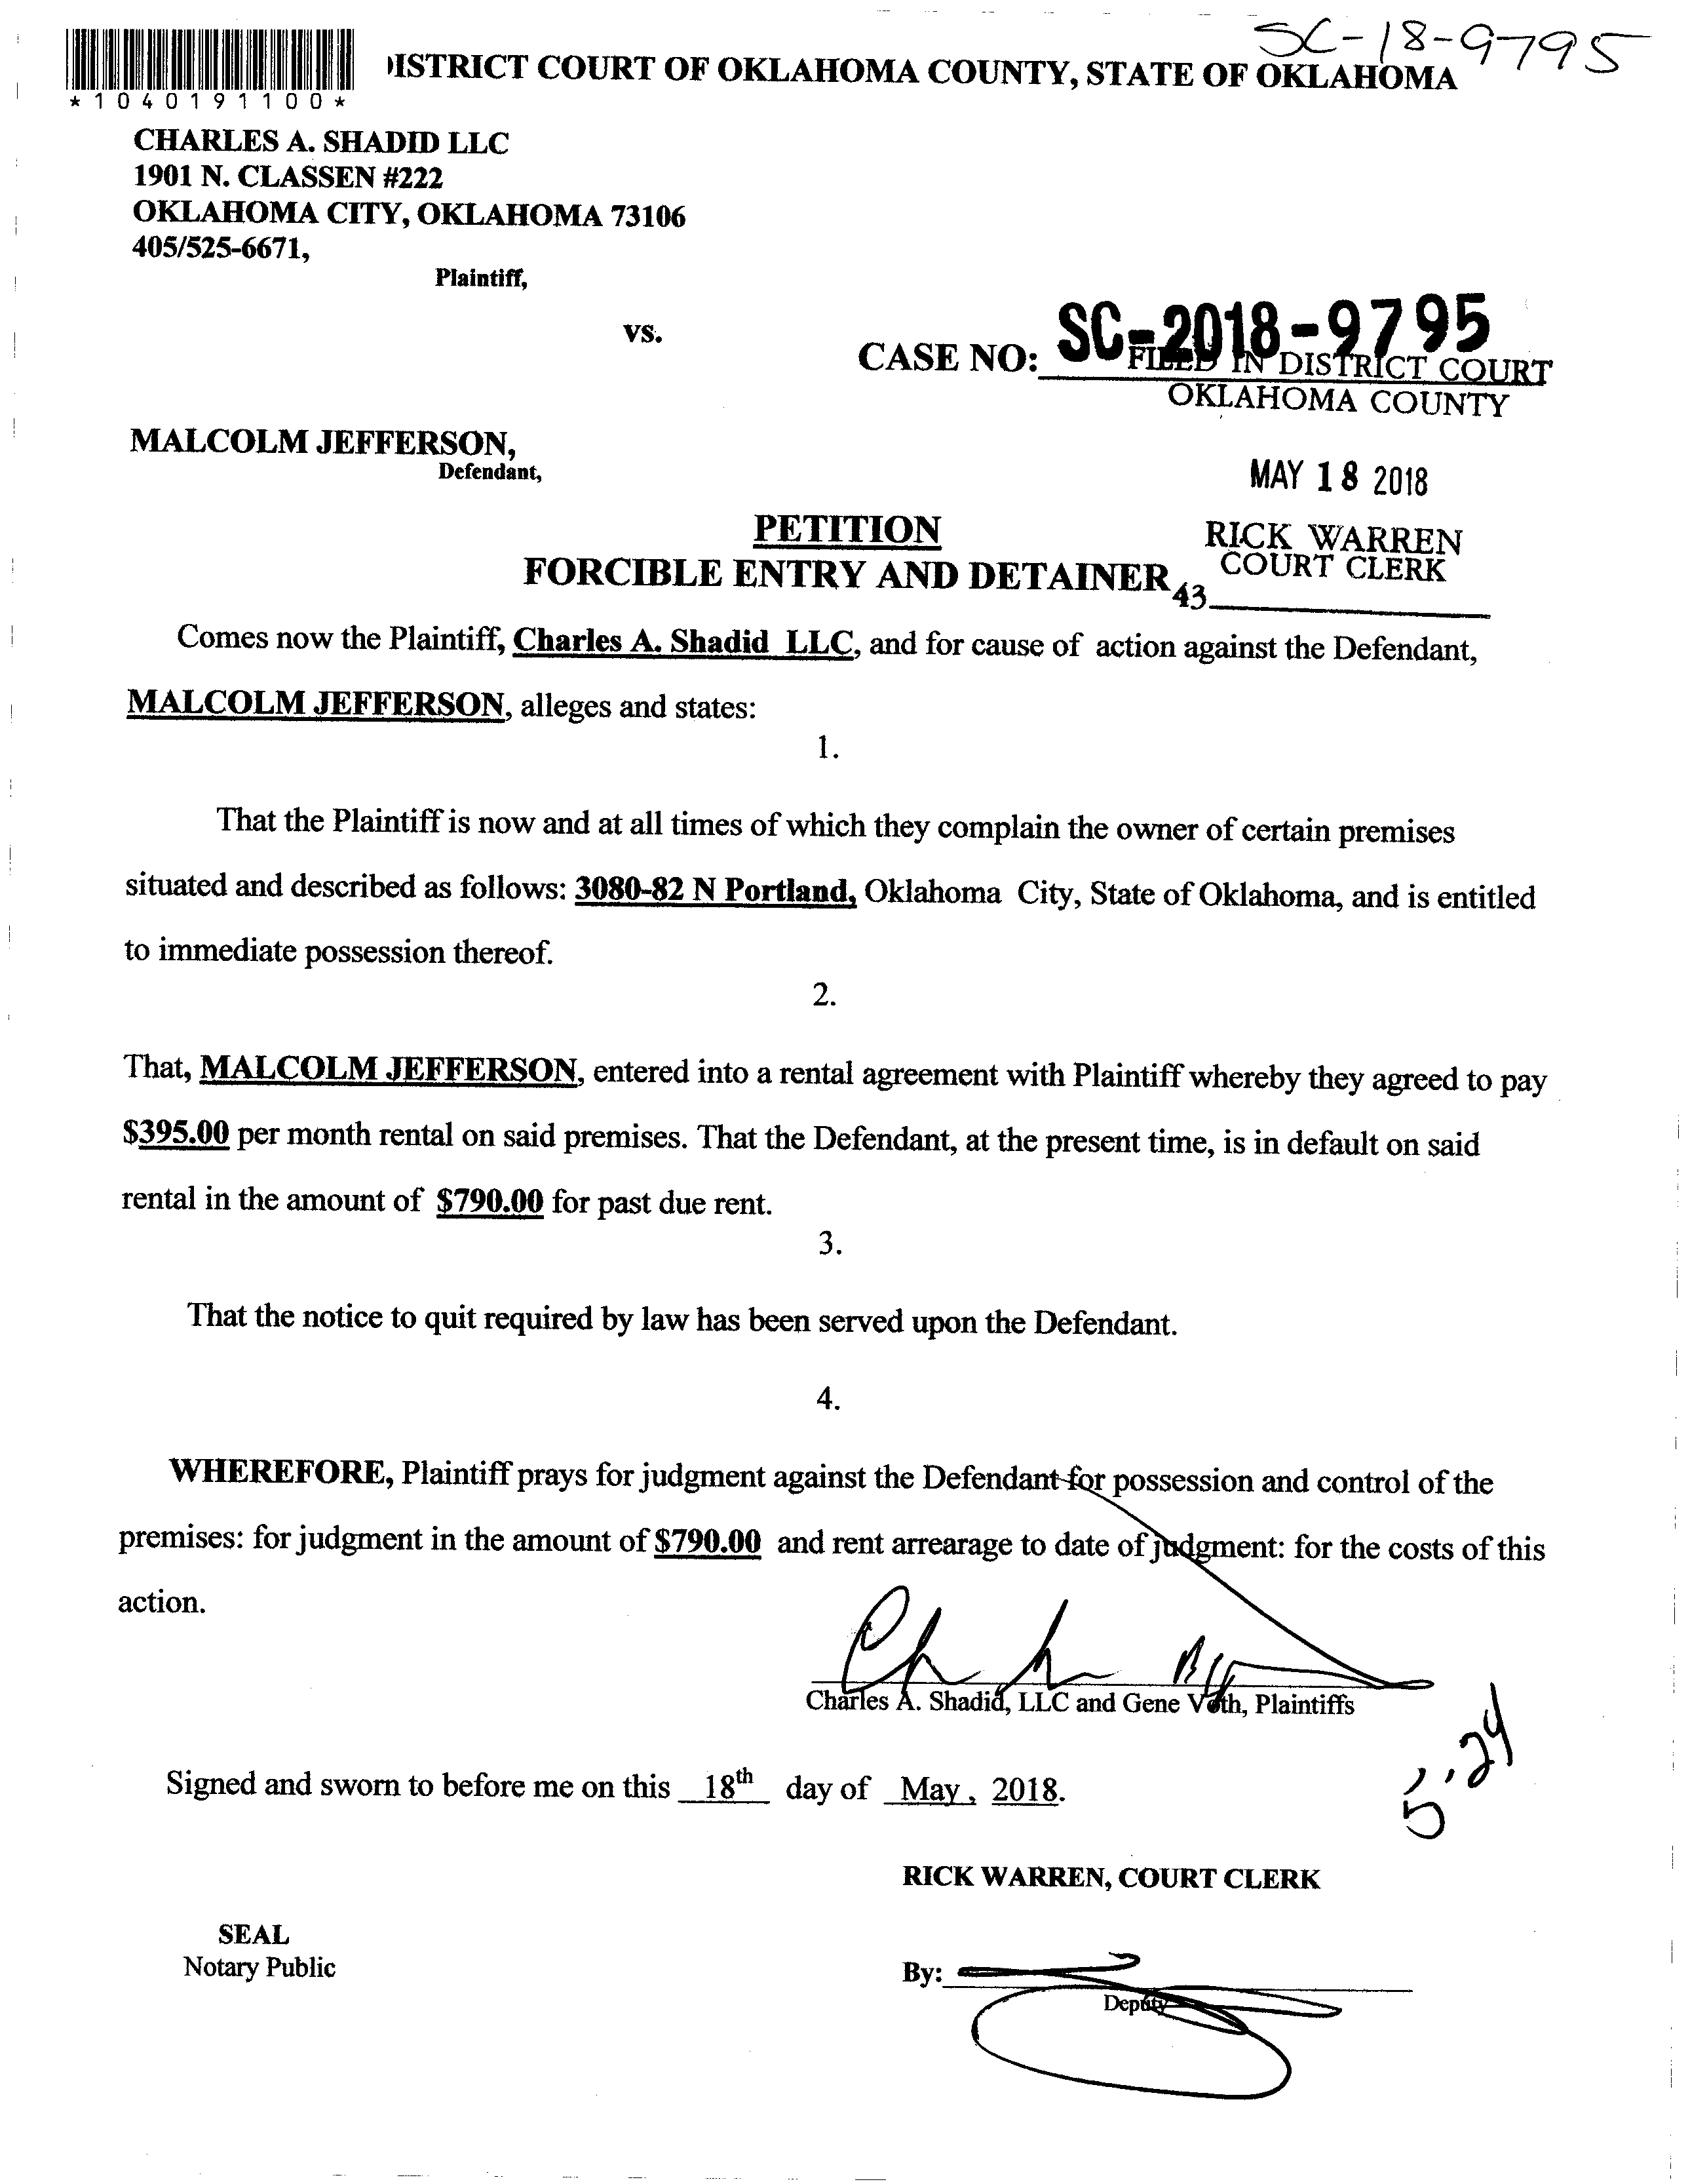 SC-18-9795
*1040191100*
ISTRICT COURT OF OKLAHOMA COUNTY, STATE OF OKLAHOMA
CHARLES A. SHADID LLC
1901 N. CLASSEN #222
OKLAHOMA CITY, OKLAHOMA 73106
405/525-6671,
Plaintiff,
vs.
CASE NO: SC-2018-9795
FILED IN DISTRICT COURT
OKLAHOMA COUNTY
MALCOLM JEFFERSON,
Defendant,
MAY 18 2018
PETITION
RICK WARREN
COURT CLERK
FORCIBLE ENTRY AND DETAINER
43
Comes now the Plaintiff, Charles A. Shadid LLC, and for cause of action against the Defendant,
MALCOLM JEFFERSON, alleges and states:
1.
That the Plaintiff is now and at all times of which they complain the owner of certain premises
situated and described as follows: 3080-82 N Portland, Oklahoma City, State of Oklahoma, and is entitled
to immediate possession thereof.
2.
That, MALCOLM JEFFERSON, entered into a rental agreement with Plaintiff whereby they agreed to pay
$395.00 per month rental on said premises. That the Defendant, at the present time, is in default on said
rental in the amount of $790.00 for past due rent.
3.
That the notice to quit required by law has been served upon the Defendant.
4.
WHEREFORE, Plaintiff prays for judgment against the Defendant for possession and control of the
premises: for judgment in the amount of $790.00 and rent arrearage to date of judgment: for the costs of this
action.
Charles A. Shadid, LLC and Gene Voth, Plaintiffs
5.24
Signed and sworn to before me on this 18th day of May, 2018.
RICK WARREN, COURT CLERK
SEAL
Notary Public
By:
Deputy